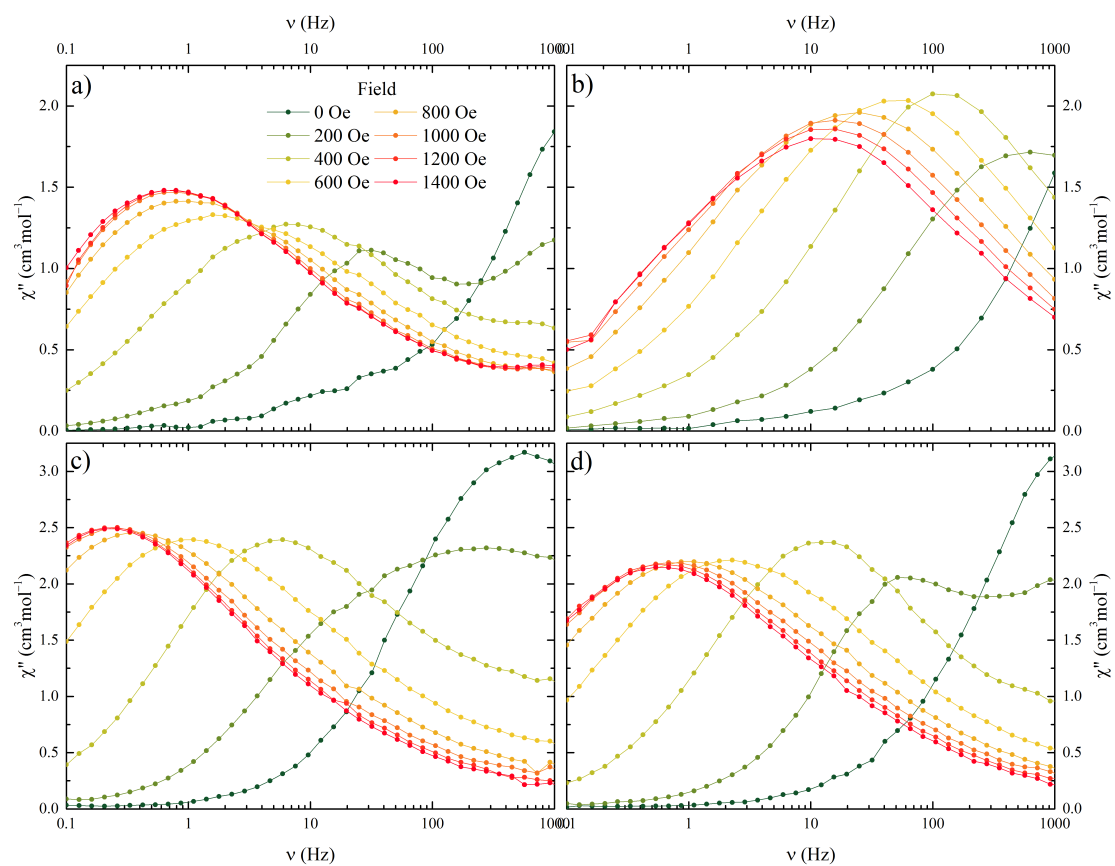 ν (Hz) ν (Hz)
0.1 1 10 100 1000 0.1 1 10 100 1000
a) b)
Field
0 Oe 800 Oe
200 Oe 1000 Oe
400 Oe 1200 Oe
600 Oe 1400 Oe
2.0 2.0
1.5 1.5
1.0 1.0
0.5 0.5
0.0 0.0
χ'' (cm³mol⁻¹) χ'' (cm³mol⁻¹)
c) d)
3.0 3.0
2.5 2.5
2.0 2.0
1.5 1.5
1.0 1.0
0.5 0.5
0.0 0.0
χ'' (cm³mol⁻¹) χ'' (cm³mol⁻¹)
0.1 1 10 100 1000 0.1 1 10 100 1000
ν (Hz) ν (Hz)